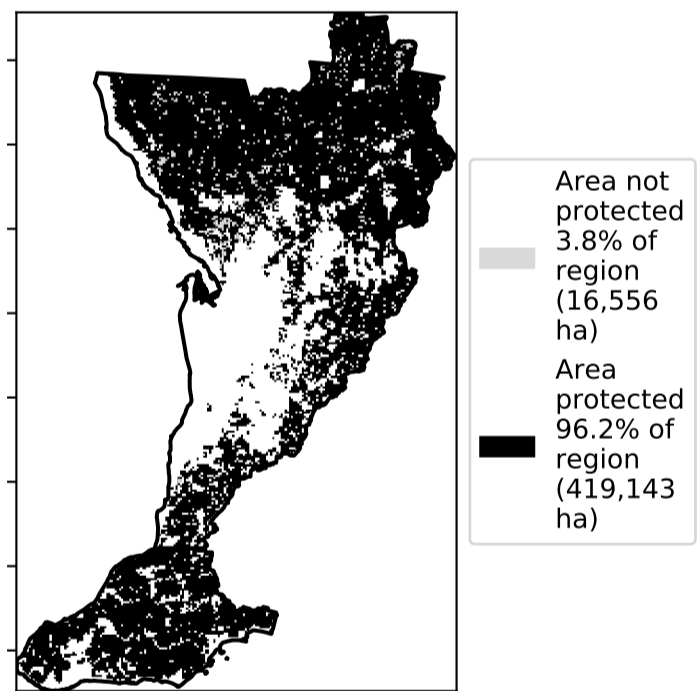 Area not
protected
3.8% of
region
(16,556
ha)
Area
protected
96.2% of
region
(419,143
ha)